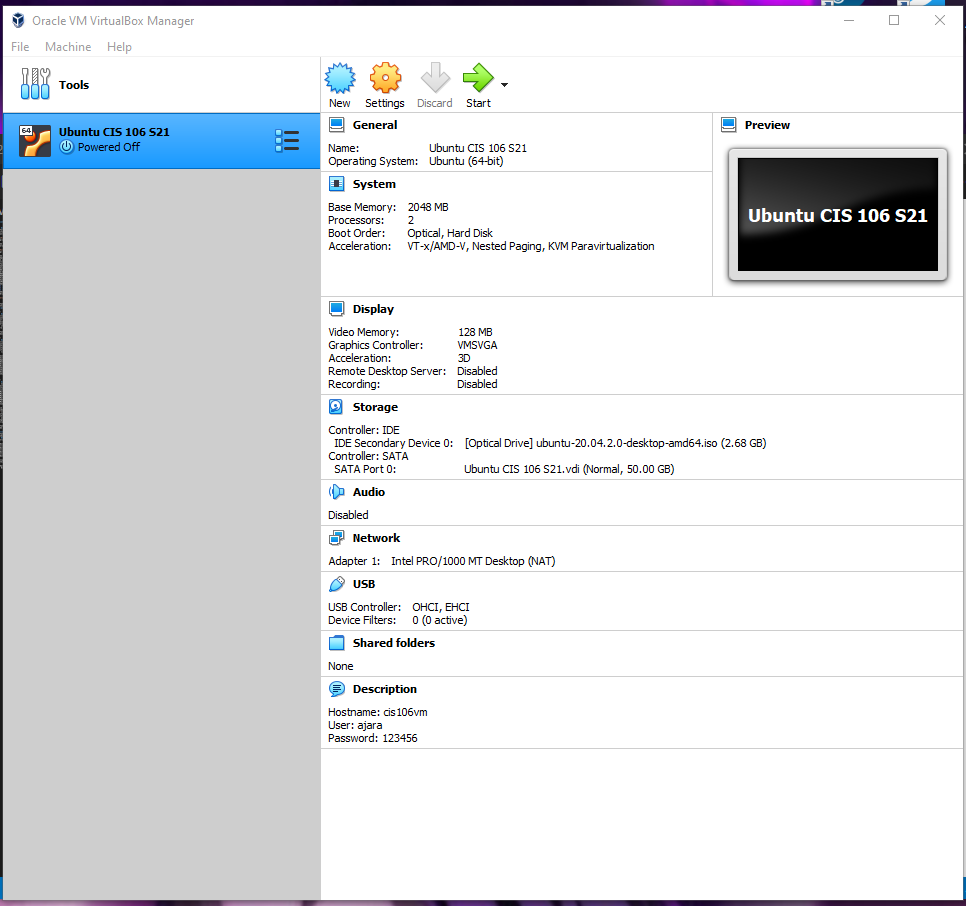 Oracle VM VirtualBox Manager
File Machine Help
Tools
New Settings Discard Start
64
Ubuntu CIS 106 S21
Powered Off
General
Name: Ubuntu CIS 106 S21
Operating System: Ubuntu (64-bit)
Preview
Ubuntu CIS 106 S21
System
Base Memory: 2048 MB
Processors: 2
Boot Order: Optical, Hard Disk
Acceleration: VT-x/AMD-V, Nested Paging, KVM Paravirtualization
Display
Video Memory: 128 MB
Graphics Controller: VMSVGA
Acceleration: 3D
Remote Desktop Server: Disabled
Recording: Disabled
Storage
Controller: IDE
IDE Secondary Device 0: [Optical Drive] ubuntu-20.04.2.0-desktop-amd64.iso (2.68 GB)
Controller: SATA
SATA Port 0: Ubuntu CIS 106 S21.vdi (Normal, 50.00 GB)
Audio
Disabled
Network
Adapter 1: Intel PRO/1000 MT Desktop (NAT)
USB
USB Controller: OHCI, EHCI
Device Filters: 0 (0 active)
Shared folders
None
Description
Hostname: cis106vm
User: ajara
Password: 123456